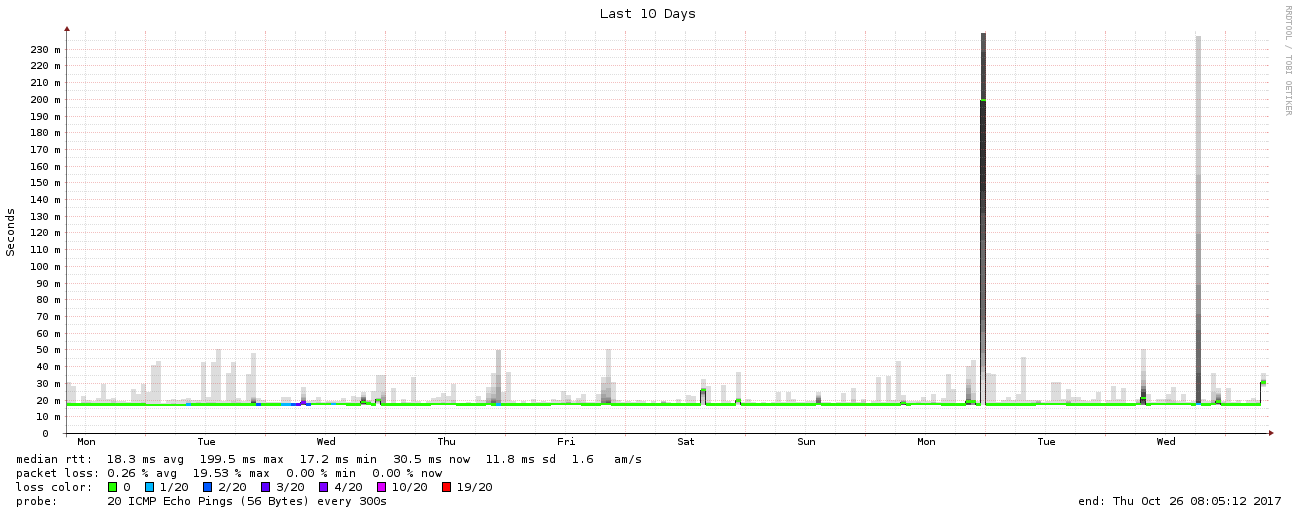 Last 10 Days
RRDTOOL / TOBI OETIKER
Seconds
230 m
220 m
210 m
200 m
190 m
180 m
170 m
160 m
150 m
140 m
130 m
120 m
110 m
100 m
90 m
80 m
70 m
60 m
50 m
40 m
30 m
20 m
10 m
0
Mon Tue Wed Thu Fri Sat Sun Mon Tue Wed
median rtt: 18.3 ms avg 199.5 ms max 17.2 ms min 30.5 ms now 11.8 ms sd 1.6 am/s
packet loss: 0.26 % avg 19.53 % max 0.00 % min 0.00 % now
loss color: 0 1/20 2/20 3/20 4/20 10/20 19/20
probe: 20 ICMP Echo Pings (56 Bytes) every 300s end: Thu Oct 26 08:05:12 2017